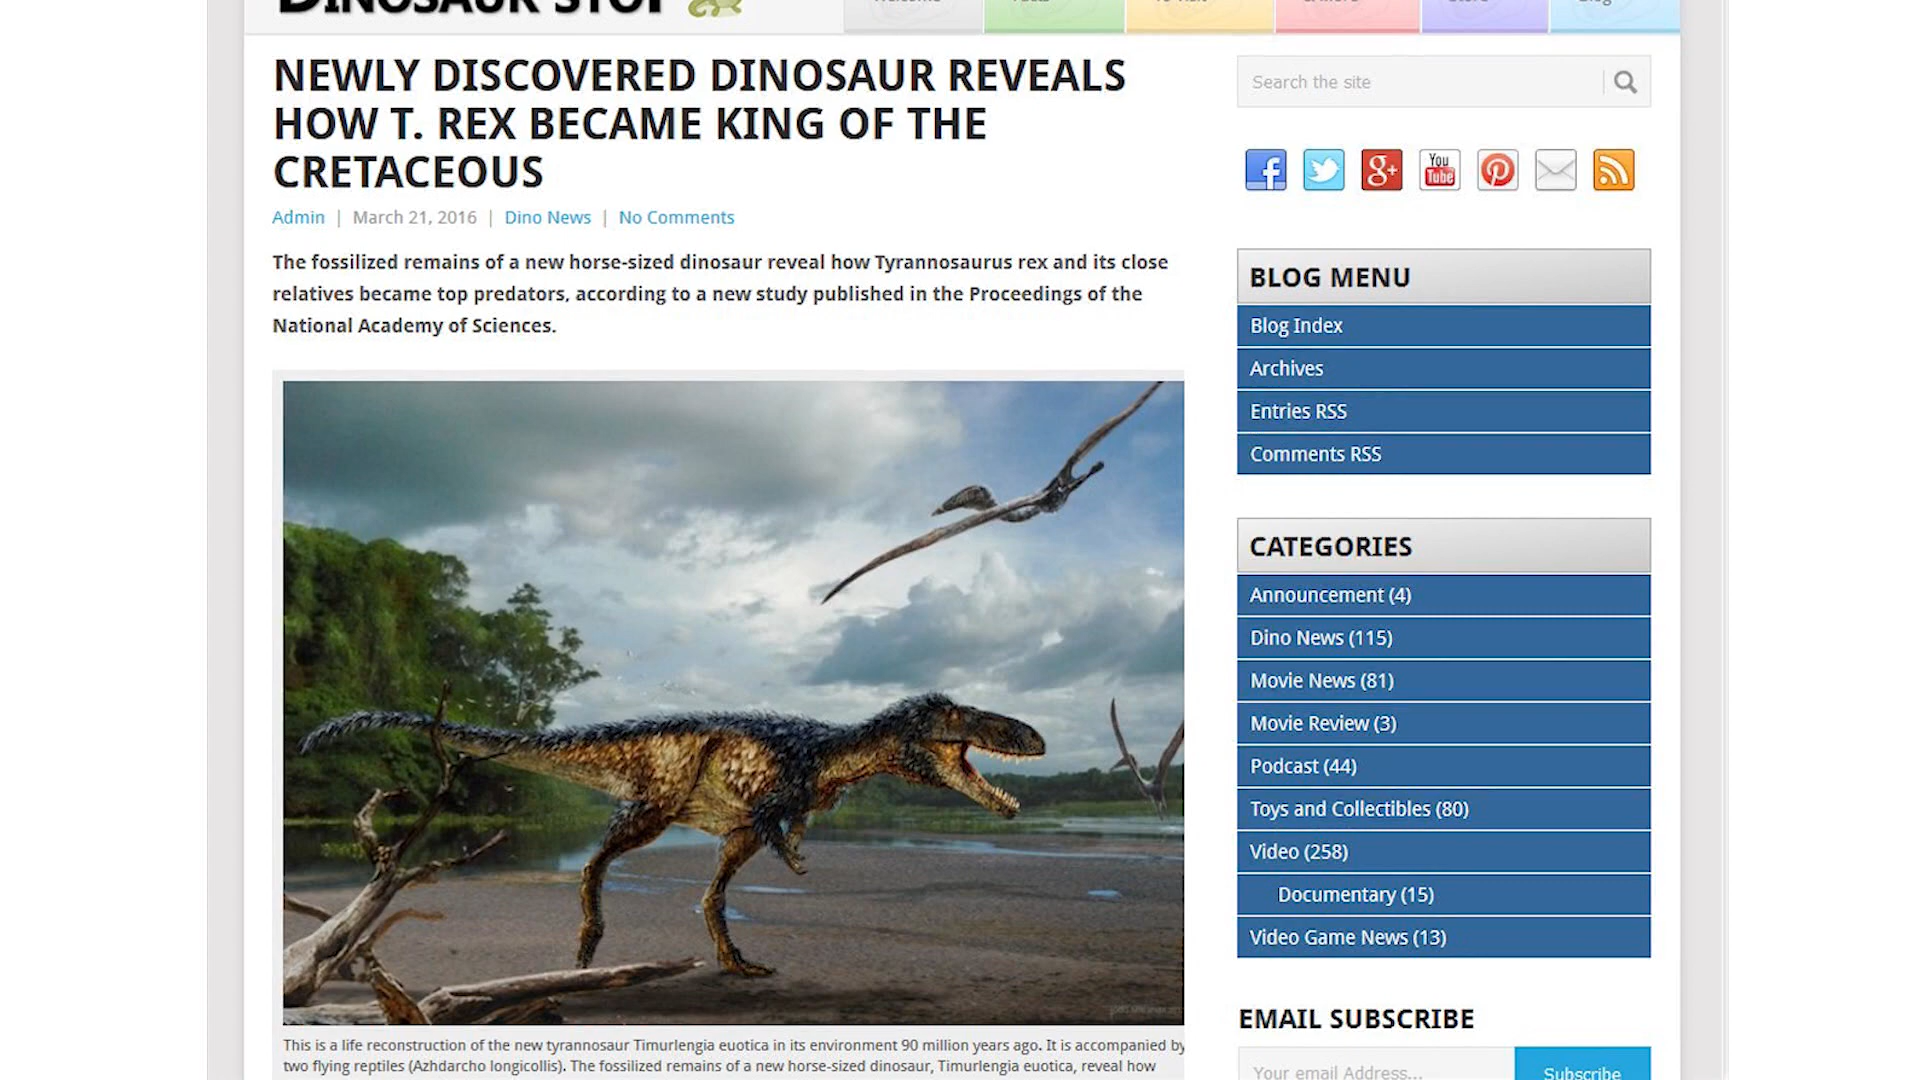 DINOSAUR STOP
NEWLY DISCOVERED DINOSAUR REVEALS
HOW T. REX BECAME KING OF THE
CRETACEOUS
Admin | March 21, 2016 | Dino News | No Comments
The fossilized remains of a new horse-sized dinosaur reveal how Tyrannosaurus rex and its close
relatives became top predators, according to a new study published in the Proceedings of the
National Academy of Sciences.
This is a life reconstruction of the new tyrannosaur Timurlengia euotica in its environment 90 million years ago. It is accompanied by
two flying reptiles (Azhdarcho longicollis). The fossilized remains of a new horse-sized dinosaur, Timurlengia euotica, reveal how
Search the site
You
Tube
BLOG MENU
Blog Index
Archives
Entries RSS
Comments RSS
CATEGORIES
Announcement (4)
Dino News (115)
Movie News (81)
Movie Review (3)
Podcast (44)
Toys and Collectibles (80)
Video (258)
Documentary (15)
Video Game News (13)
EMAIL SUBSCRIBE
Your email Address...
Subscribe